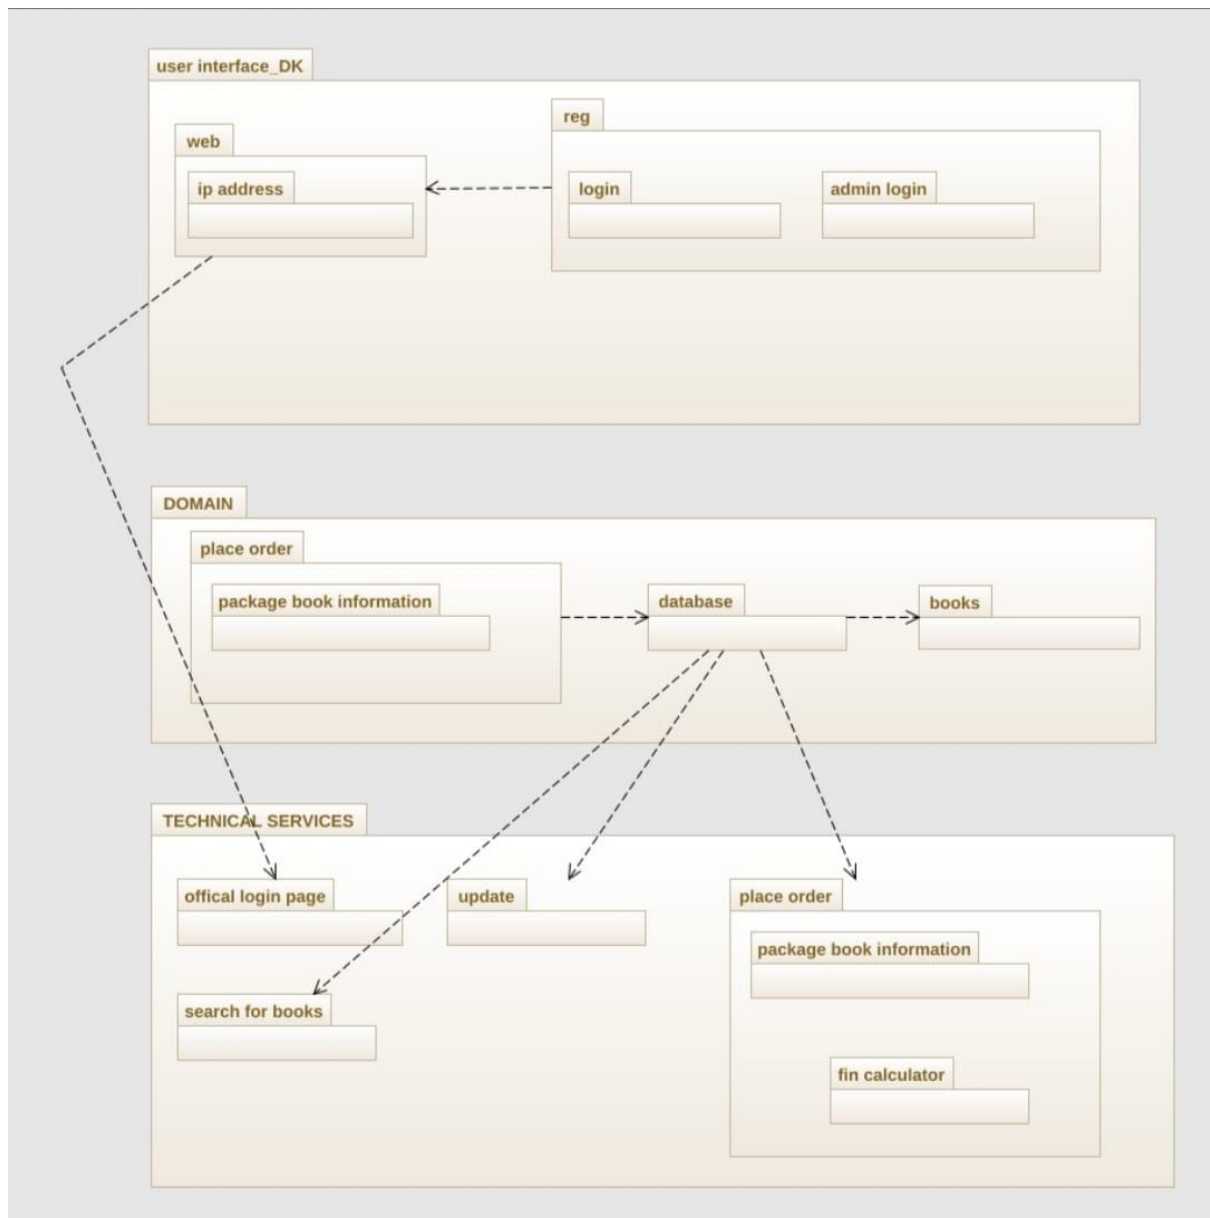 user interface_DK
web
reg
ip address
login
admin login
DOMAIN
place order
package book information
database
books
TECHNICAL SERVICES
offical login page
update
place order
package book information
search for books
fin calculator